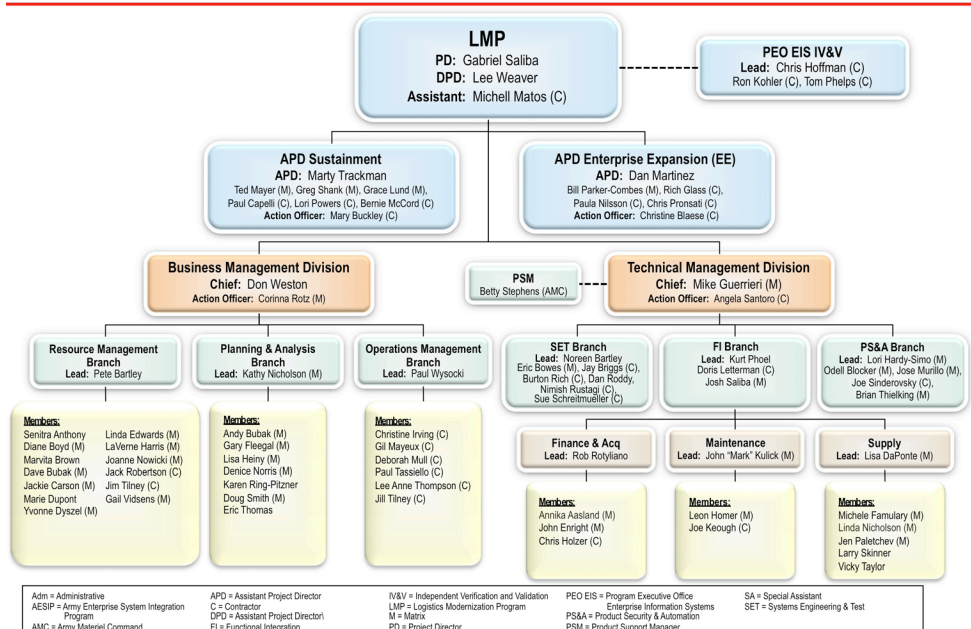 LMP
PD: Gabriel Saliba
DPD: Lee Weaver
Assistant: Michell Matos (C)
PEO EIS IV&V
Lead: Chris Hoffman (C)
Ron Kohler (C), Tom Phelps (C)
APD Sustainment
APD: Marty Trackman
Ted Mayer (M), Greg Shank (M), Grace Lund (M),
Paul Capelli (C), Lori Powers (C), Bernie McCord (C)
Action Officer: Mary Buckley (C)
APD Enterprise Expansion (EE)
APD: Dan Martinez
Bill Parker-Combes (M), Rich Glass (C),
Paula Nilsson (C), Chris Pronsati (C)
Action Officer: Christine Blaese (C)
Business Management Division
Chief: Don Weston
Action Officer: Corinna Rotz (M)
PSM
Betty Stephens (AMC)
Technical Management Division
Chief: Mike Guerrieri (M)
Action Officer: Angela Santoro (C)
Resource Management
Branch
Lead: Pete Bartley
Planning & Analysis
Branch
Lead: Kathy Nicholson (M)
Operations Management
Branch
Lead: Paul Wysocki
SET Branch
Lead: Noreen Bartley
Eric Bowes (M), Jay Briggs (C),
Burton Rich (C), Dan Roddy,
Nimish Rustagi (C),
Sue Schreitmueller (C)
FI Branch
Lead: Kurt Phoel
Doris Letterman (C)
Josh Saliba (M)
PS&A Branch
Lead: Lori Hardy-Simo (M)
Odell Blocker (M), Jose Murillo (M),
Joe Sinderovsky (C),
Brian Thielking (M)
Members:
Senitra Anthony
Diane Boyd (M)
Marvita Brown
Dave Bubak (M)
Jackie Carson (M)
Marie Dupont
Yvonne Dyszel (M)
Linda Edwards (M)
LaVerne Harris (M)
Joanne Nowicki (M)
Jack Robertson (C)
Jim Tilney (C)
Gail Vidsens (M)
Members:
Andy Bubak (M)
Gary Fleegal (M)
Lisa Heiny (M)
Denice Norris (M)
Karen Ring-Pitzner
Doug Smith (M)
Eric Thomas
Members:
Christine Irving (C)
Gil Mayeux (C)
Deborah Mull (C)
Paul Tassiello (C)
Lee Anne Thompson (C)
Jill Tilney (C)
Finance & Acq
Lead: Rob Rotyliano
Maintenance
Lead: John “Mark” Kulick (M)
Supply
Lead: Lisa DaPonte (M)
Members:
Annika Aasland (M)
John Enright (M)
Chris Holzer (C)
Members:
Leon Homer (M)
Joe Keough (C)
Members:
Michele Famulary (M)
Linda Nicholson (M)
Jen Paletchev (M)
Larry Skinner
Vicky Taylor
Adm = Administrative
AESIP = Army Enterprise System Integration
Program
AMC = Army Materiel Command
APD = Assistant Project Director
C = Contractor
DPD = Assistant Project Director\
FI = Functional Integration
IV&V = Independent Verification and Validation
LMP = Logistics Modernization Program
M = Matrix
PD = Project Director
PEO EIS = Program Executive Office
Enterprise Information Systems
PS&A = Product Security & Automation
PSM = Product Support Manager
SA = Special Assistant
SET = Systems Engineering & Test